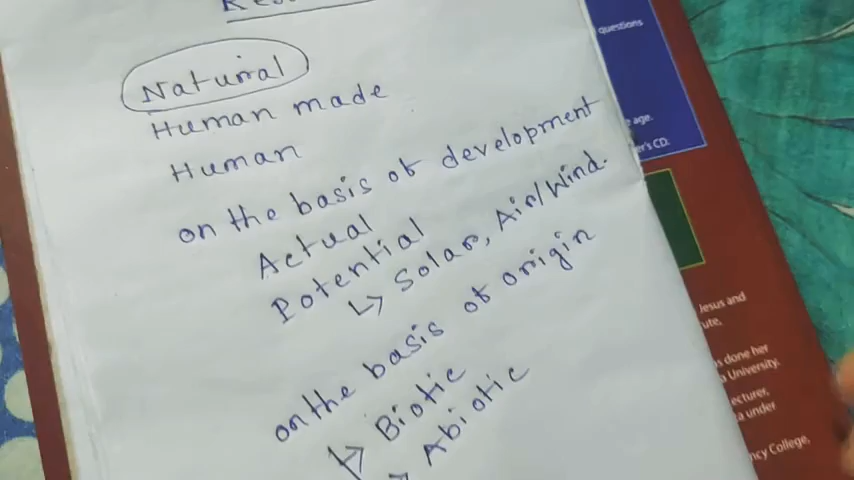 Natural
Human made
Human
on the basis of development
Actual
Potential
↳ Solar, Air/Wind.
on the basis of origin
↳ Biotic
Abiotic
questions
age.
er's CD.
Jesus and
ute.
s done her
University.
ecturer,
a under
ncy College,